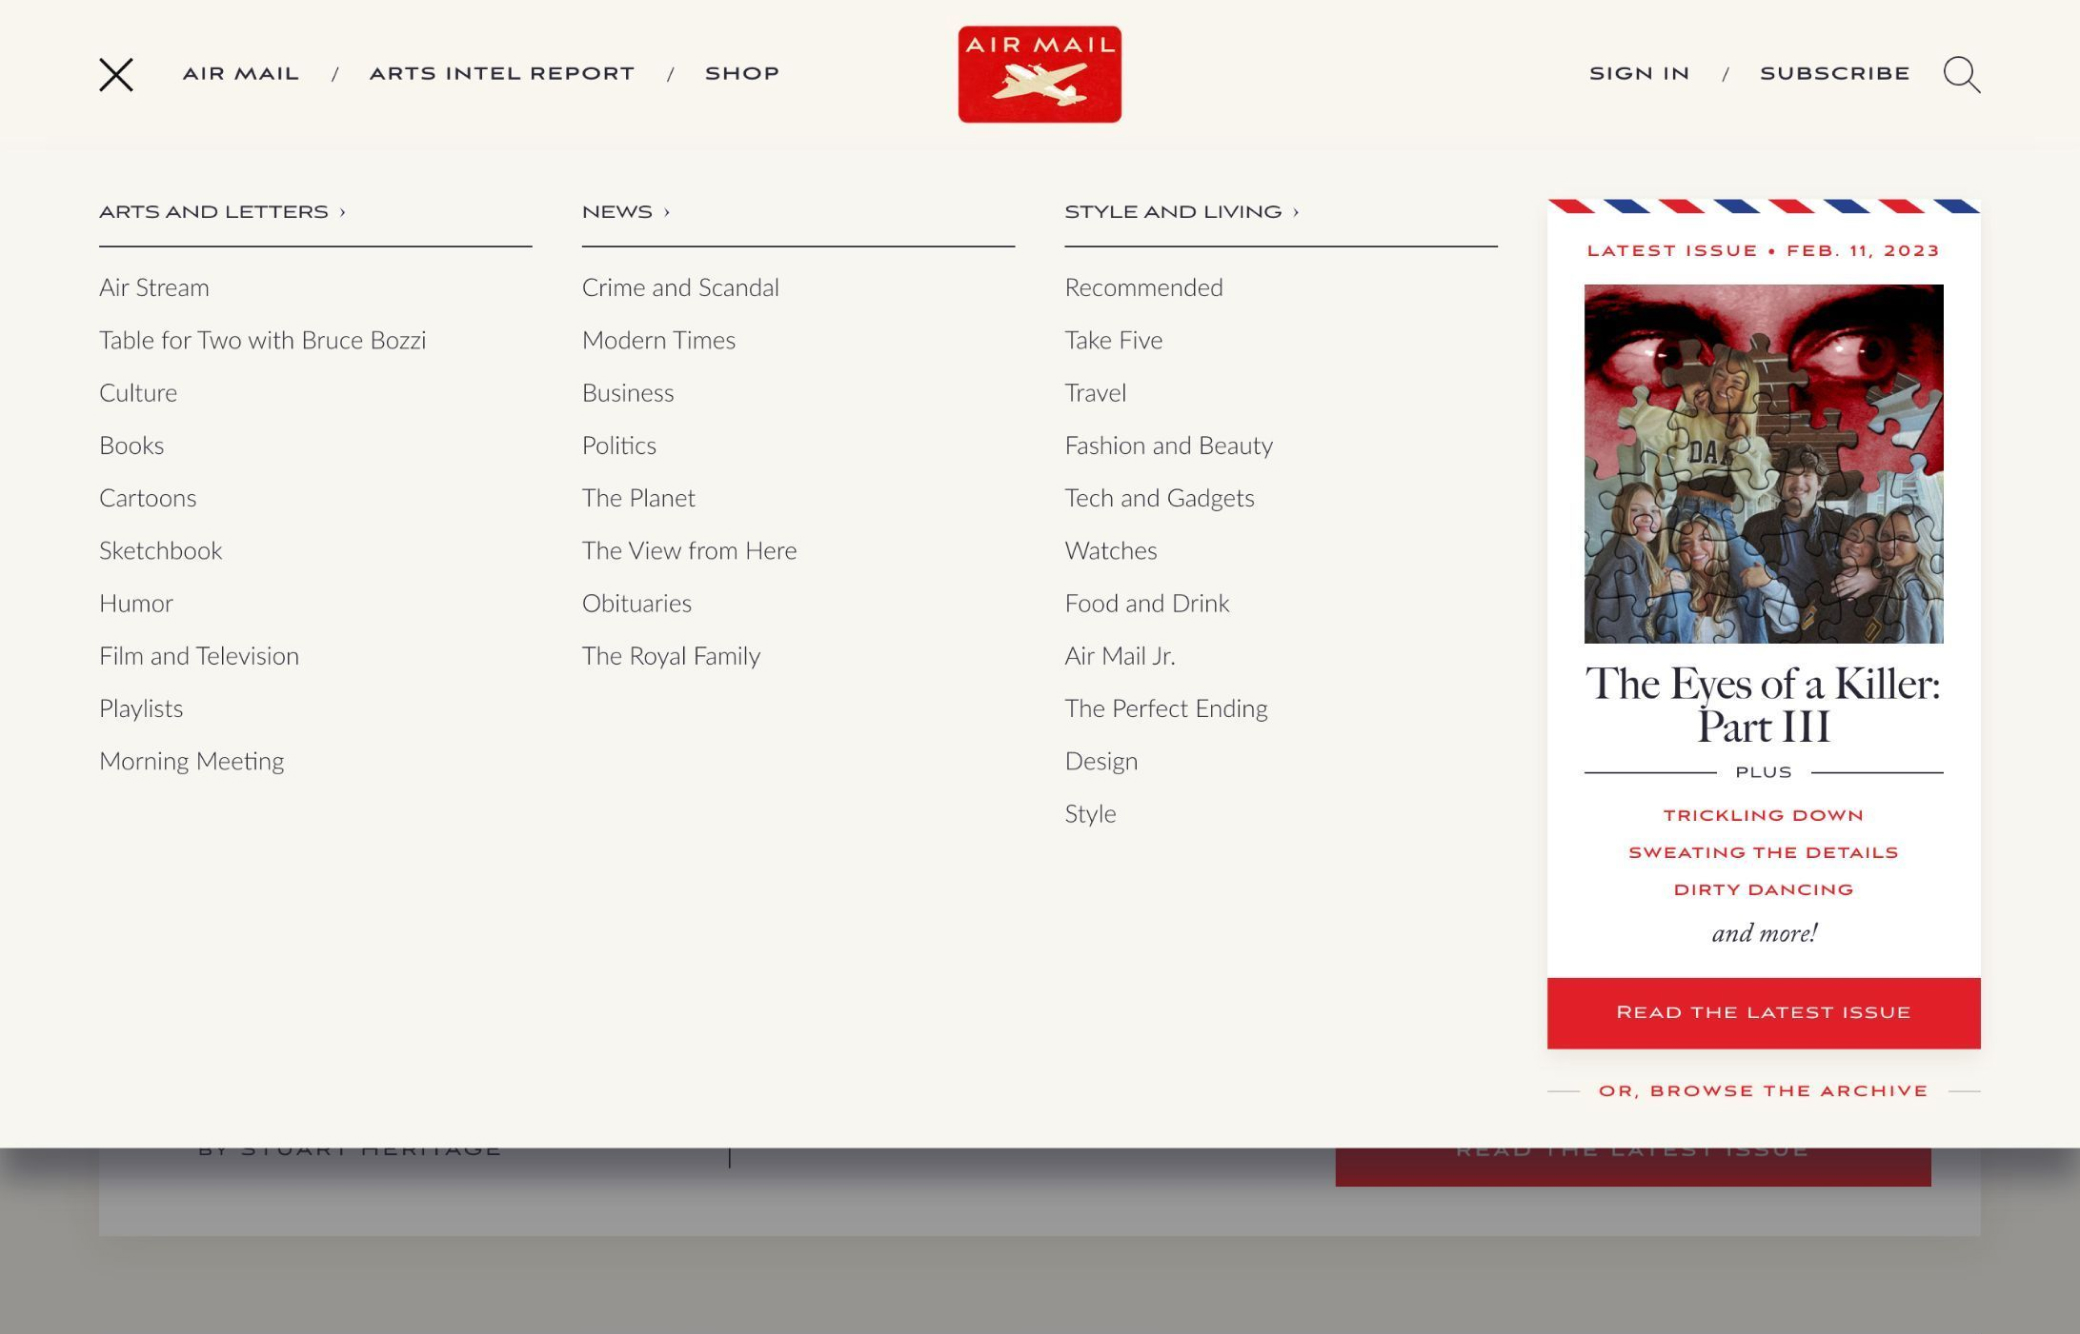 AIR MAIL / ARTS INTEL REPORT / SHOP
AIR MAIL
SIGN IN / SUBSCRIBE
ARTS AND LETTERS ›
Air Stream
Table for Two with Bruce Bozzi
Culture
Books
Cartoons
Sketchbook
Humor
Film and Television
Playlists
Morning Meeting
NEWS ›
Crime and Scandal
Modern Times
Business
Politics
The Planet
The View from Here
Obituaries
The Royal Family
STYLE AND LIVING ›
Recommended
Take Five
Travel
Fashion and Beauty
Tech and Gadgets
Watches
Food and Drink
Air Mail Jr.
The Perfect Ending
Design
Style
LATEST ISSUE • FEB. 11, 2023
The Eyes of a Killer:
Part III
PLUS
TRICKLING DOWN
SWEATING THE DETAILS
DIRTY DANCING
and more!
READ THE LATEST ISSUE
OR, BROWSE THE ARCHIVE
BY STUART HERITAGE
READ THE LATEST ISSUE